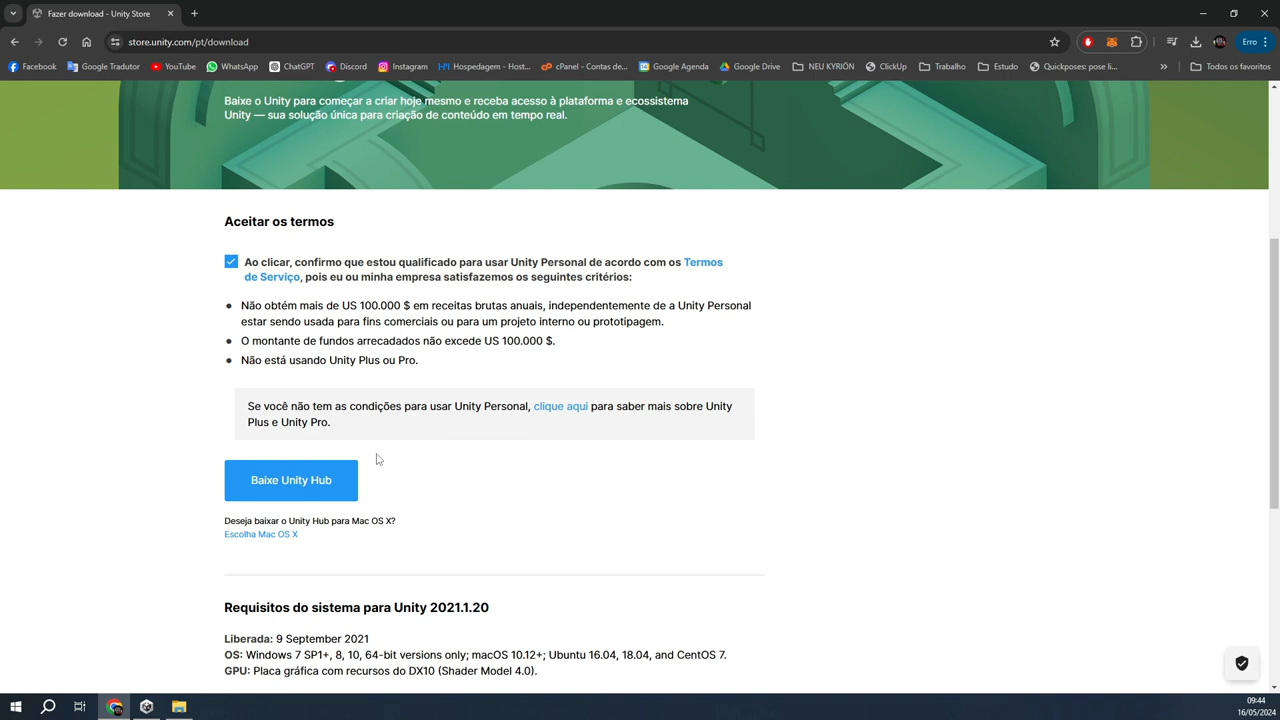 Fazer download - Unity Store
store.unity.com/pt/download
Erro
Facebook
Google Tradutor
YouTube
WhatsApp
ChatGPT
Discord
Instagram
Hospedagem - Host...
cPanel - Contas de...
Google Agenda
Google Drive
NEU KYRIÓN
ClickUp
Trabalho
Estudo
Quickposes: pose li...
Todos os favoritos
Baixe o Unity para começar a criar hoje mesmo e receba acesso à plataforma e ecossistema
Unity — sua solução única para criação de conteúdo em tempo real.
Aceitar os termos
Ao clicar, confirmo que estou qualificado para usar Unity Personal de acordo com os Termos
de Serviço, pois eu ou minha empresa satisfazemos os seguintes critérios:
Não obtém mais de US 100.000 $ em receitas brutas anuais, independentemente de a Unity Personal
estar sendo usada para fins comerciais ou para um projeto interno ou prototipagem.
O montante de fundos arrecadados não excede US 100.000 $.
Não está usando Unity Plus ou Pro.
Se você não tem as condições para usar Unity Personal, clique aqui para saber mais sobre Unity
Plus e Unity Pro.
Baixe Unity Hub
Deseja baixar o Unity Hub para Mac OS X?
Escolha Mac OS X
Requisitos do sistema para Unity 2021.1.20
Liberada: 9 September 2021
OS: Windows 7 SP1+, 8, 10, 64-bit versions only; macOS 10.12+; Ubuntu 16.04, 18.04, and CentOS 7.
GPU: Placa gráfica com recursos do DX10 (Shader Model 4.0).
09:44
16/05/2024